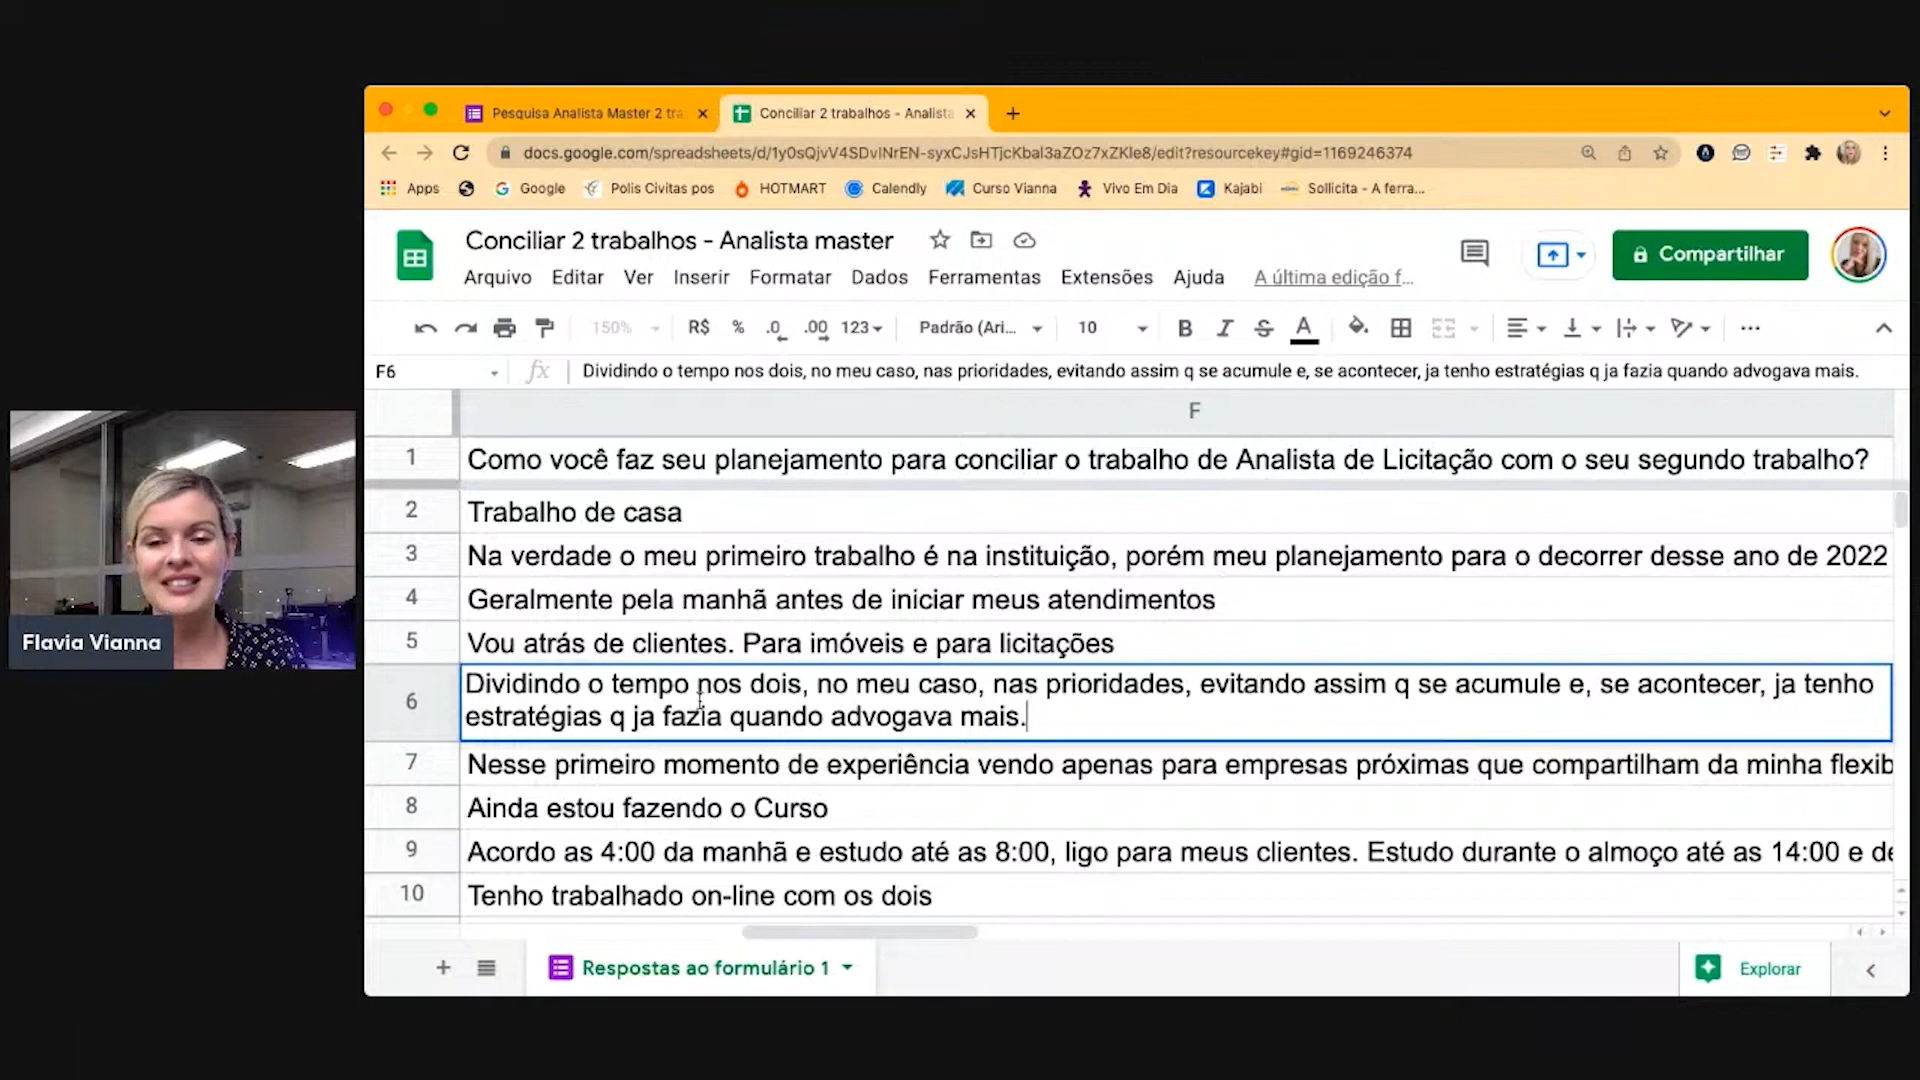 Pesquisa Analista Master 2 tra
Conciliar 2 trabalhos - Analista
docs.google.com/spreadsheets/d/1y0sQjvV4SDvINrEN-syxCJsHTjcKbal3aZOz7xZKle8/edit?resourcekey#gid=1169246374
Apps
Google
Polis Civitas pos
HOTMART
Calendly
Curso Vianna
Vivo Em Dia
Kajabi
Sollicita - A ferra...
Conciliar 2 trabalhos - Analista master
Arquivo Editar Ver Inserir Formatar Dados Ferramentas Extensões Ajuda A última edição f...
Compartilhar
150% R$ % .0 .00 123 Padrão (Ari... 10 B I S A
F6 fx Dividindo o tempo nos dois, no meu caso, nas prioridades, evitando assim q se acumule e, se acontecer, ja tenho estratégias q ja fazia quando advogava mais.
F
1 Como você faz seu planejamento para conciliar o trabalho de Analista de Licitação com o seu segundo trabalho?
2 Trabalho de casa
3 Na verdade o meu primeiro trabalho é na instituição, porém meu planejamento para o decorrer desse ano de 2022
4 Geralmente pela manhã antes de iniciar meus atendimentos
5 Vou atrás de clientes. Para imóveis e para licitações
6 Dividindo o tempo nos dois, no meu caso, nas prioridades, evitando assim q se acumule e, se acontecer, ja tenho
estratégias q ja fazia quando advogava mais.
7 Nesse primeiro momento de experiência vendo apenas para empresas próximas que compartilham da minha flexib
8 Ainda estou fazendo o Curso
9 Acordo as 4:00 da manhã e estudo até as 8:00, ligo para meus clientes. Estudo durante o almoço até as 14:00 e de
10 Tenho trabalhado on-line com os dois
Respostas ao formulário 1
Explorar
Flavia Vianna